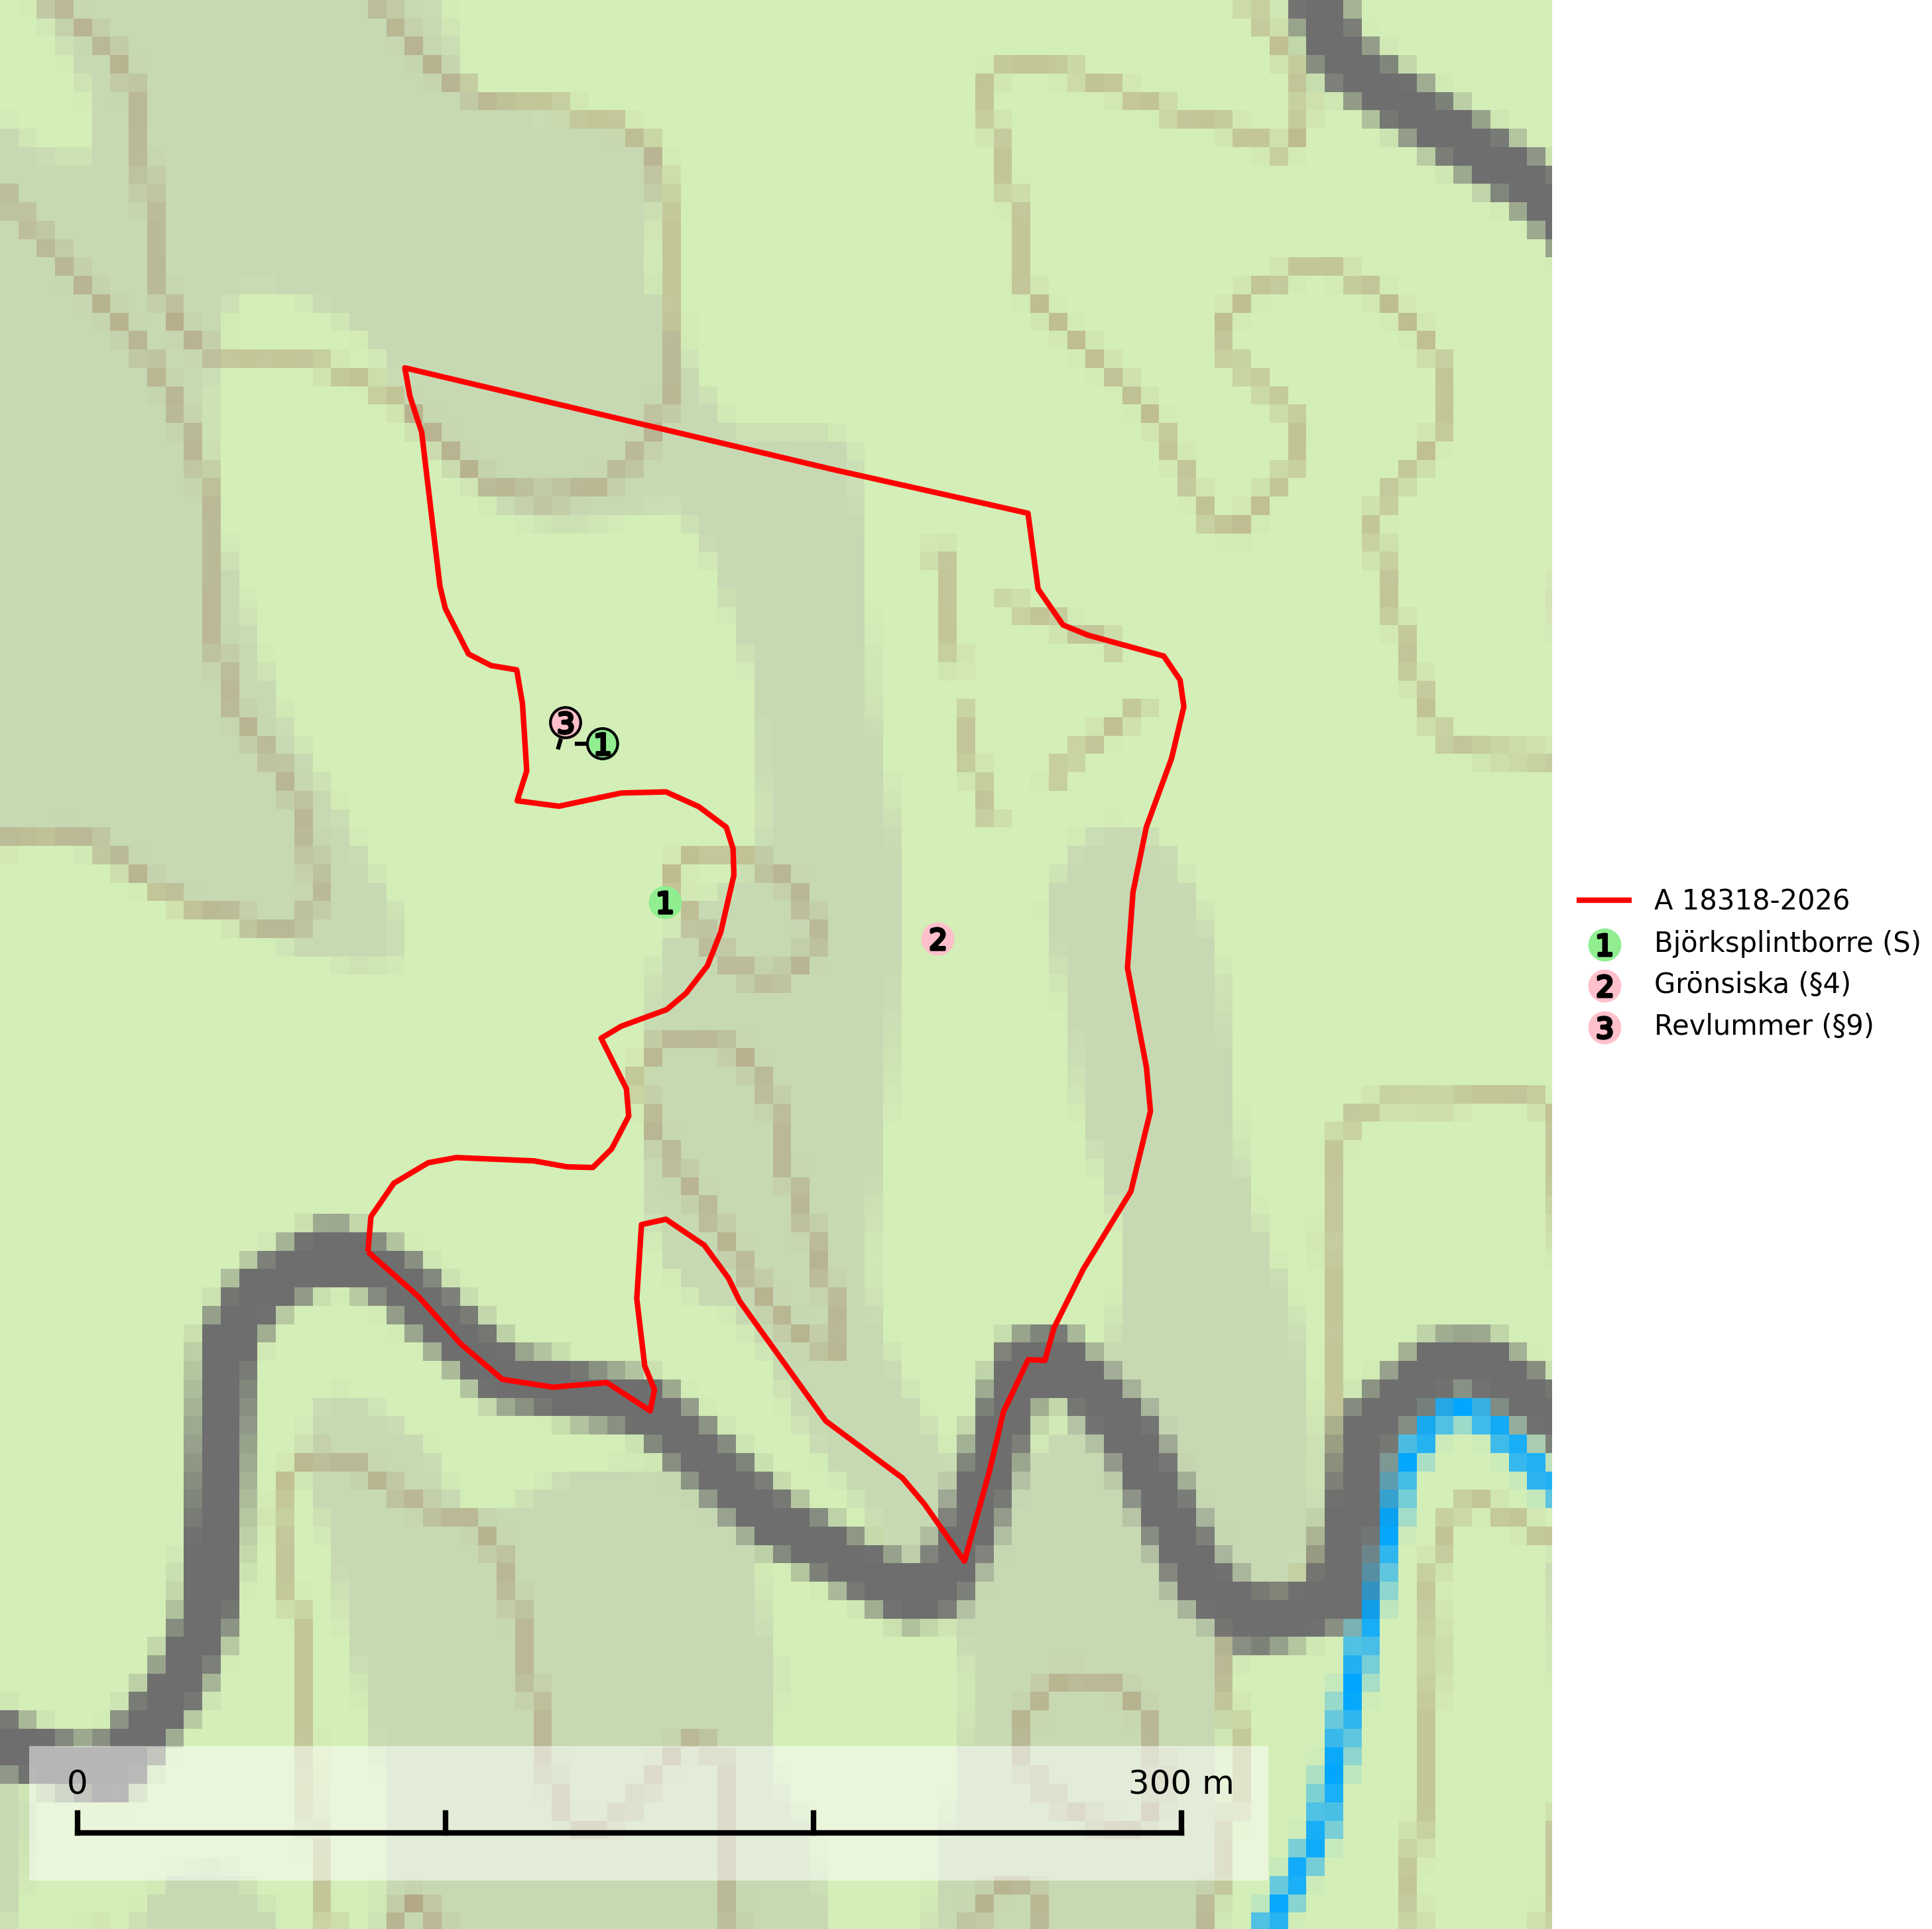 3
1
1
2
A 18318-2026
1 Björksplintborre (S)
2 Grönsiska (§4)
3 Revlummer (§9)
0 300 m